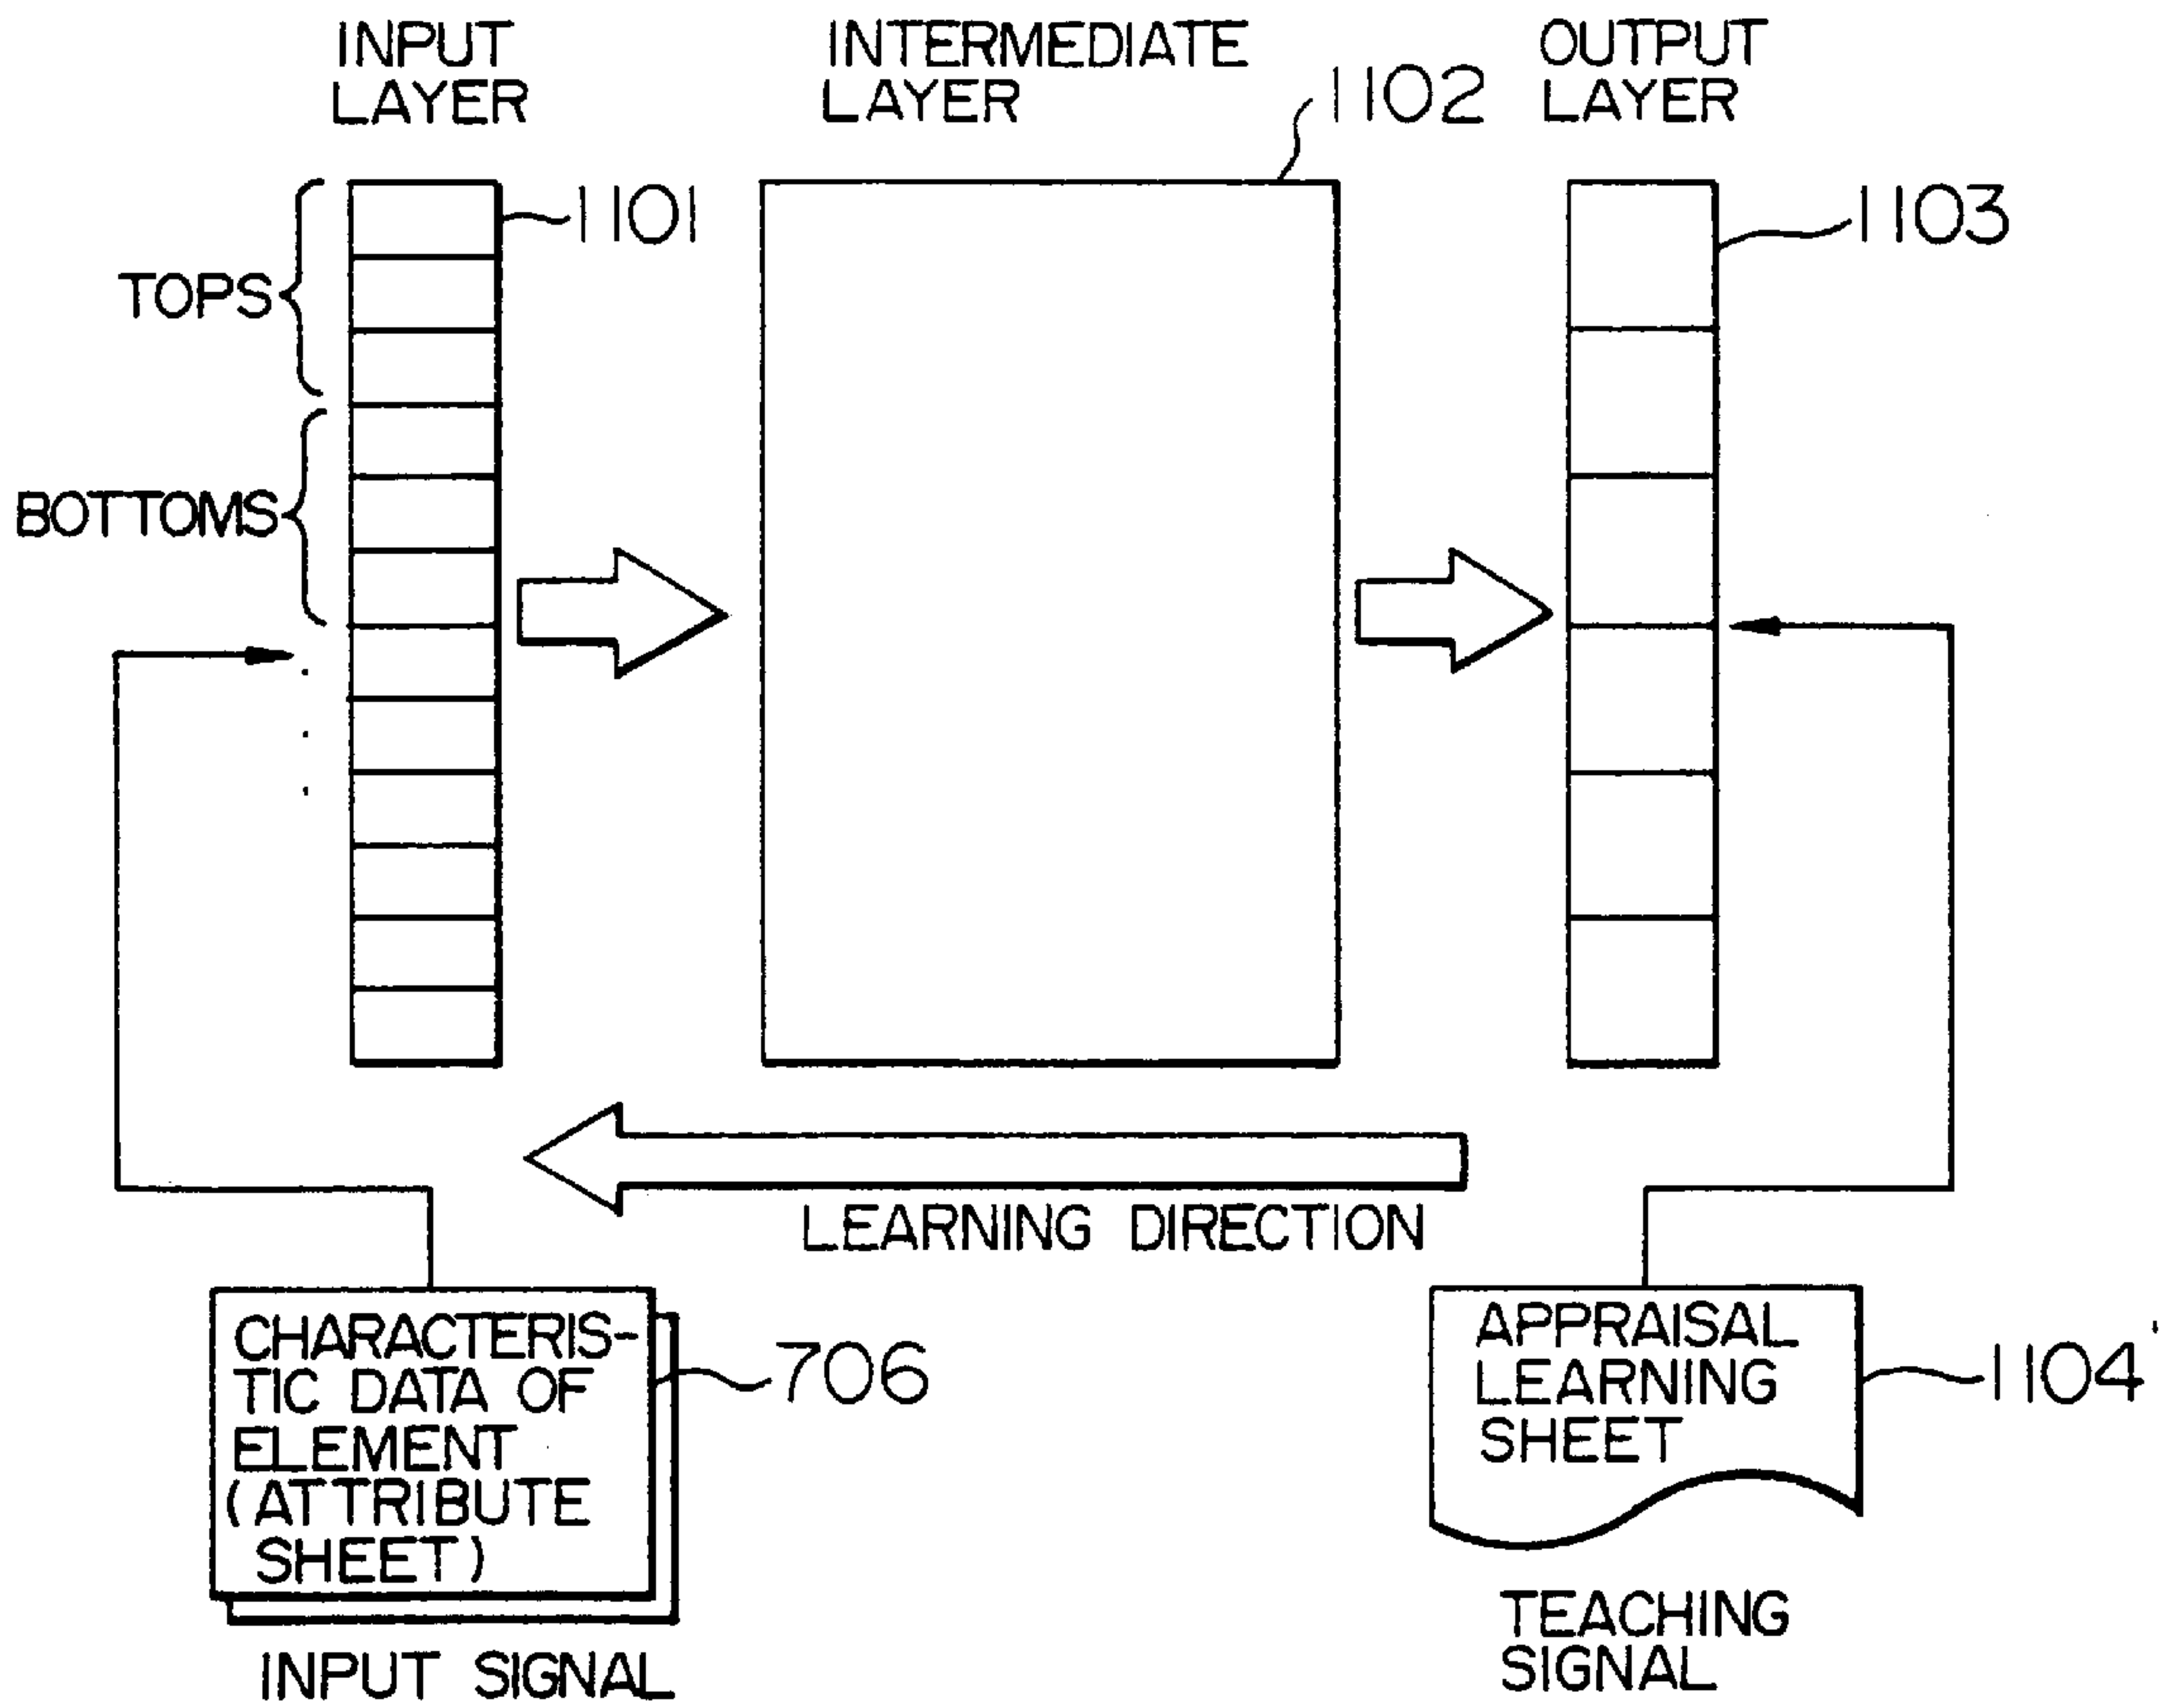 INPUT
LAYER
INTERMEDIATE
LAYER
1102
OUTPUT
LAYER
1101
1103
TOPS
BOTTOMS
LEARNING DIRECTION
CHARACTERIS-
TIC DATA OF
ELEMENT
(ATTRIBUTE
SHEET)
706
INPUT SIGNAL
APPRAISAL
LEARNING
SHEET
1104'
TEACHING
SIGNAL